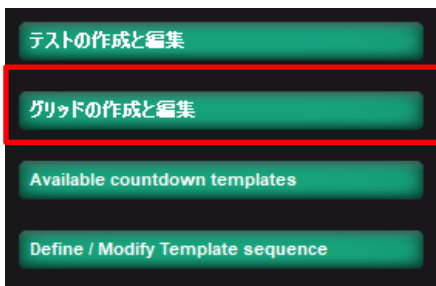 テストの作成と編集
グリッドの作成と編集
Available countdown templates
Define / Modify Template sequence